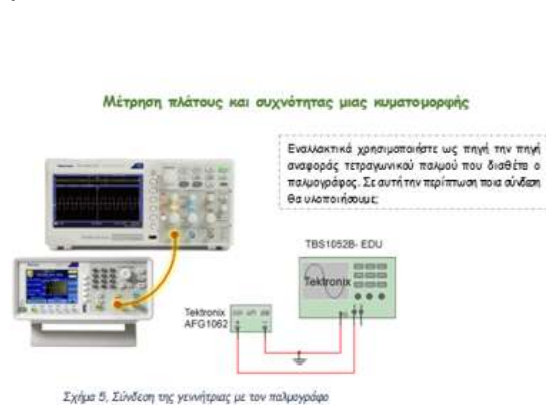 Μέτρηση πλάτους και συχνότητας μιας κυματομορφής
Εναλλακτικά χρησιμοποιήστε ως πηγή την πηγή
αναφοράς τετραγωνικού παλμού που διαθέτει ο
παλμογράφος. Σε αυτή την περίπτωση ποια σύνδεση
θα υλοποιήσουμε;
TBS1052B- EDU
Tektronix
Tektronix
AFG1062
Σχήμα 5, Σύνδεση της γεννήτριας με τον παλμογράφο